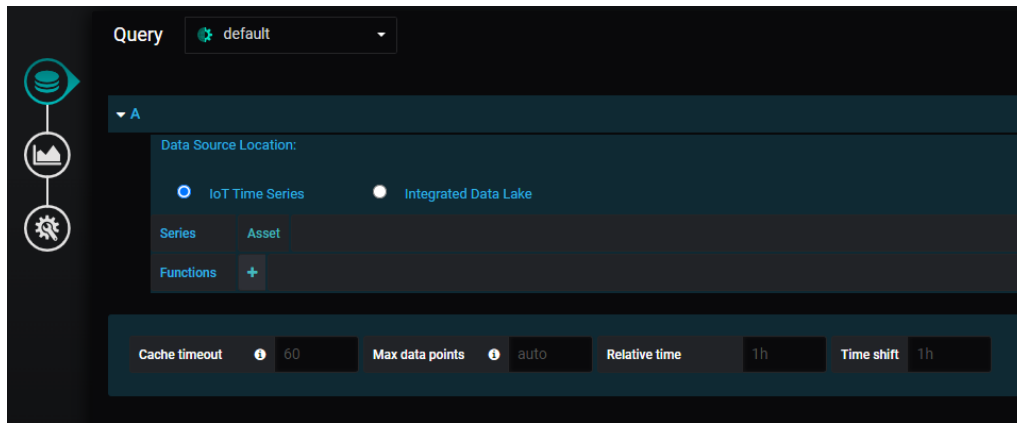 Query default
A
Data Source Location:
IoT Time Series Integrated Data Lake
Series Asset
Functions +
Cache timeout 60 Max data points auto Relative time 1h Time shift 1h